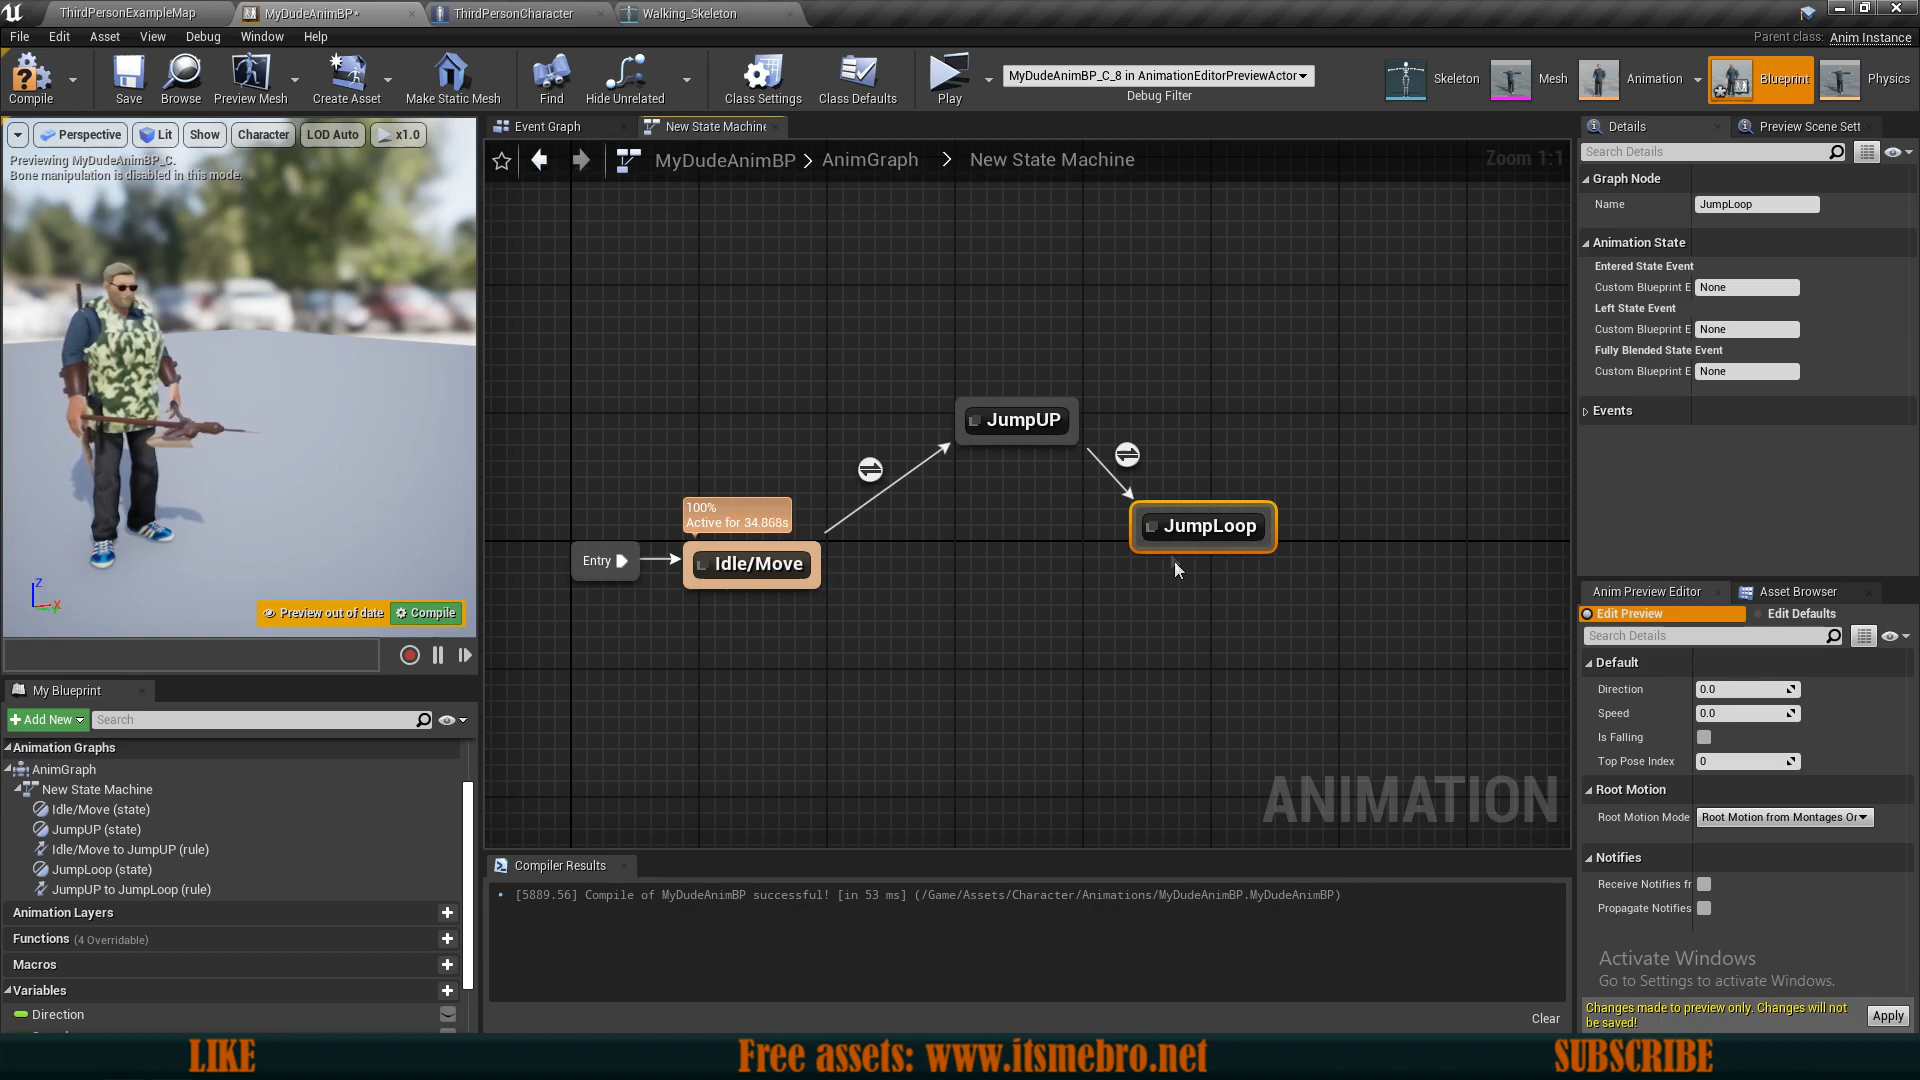 ThirdPersonExampleMap
MyDudeAnimBP*
ThirdPersonCharacter
Walking_Skeleton
File Edit Asset View Debug Window Help
Parent class: Anim Instance
Compile
Save
Browse
Preview Mesh
Create Asset
Make Static Mesh
Find
Hide Unrelated
Class Settings
Class Defaults
Play
MyDudeAnimBP_C_8 in AnimationEditorPreviewActor
Debug Filter
Skeleton
Mesh
Animation
Blueprint
Physics
Perspective
Lit
Show
Character
LOD Auto
x1.0
Previewing MyDudeAnimBP_C.
Bone manipulation is disabled in this mode.
Z
X
Preview out of date
Compile
Event Graph
New State Machine
MyDudeAnimBP > AnimGraph > New State Machine
Zoom 1:1
JumpUP
100%
Active for 34.868s
Entry
Idle/Move
JumpLoop
ANIMATION
My Blueprint
Add New
Search
Animation Graphs
AnimGraph
New State Machine
Idle/Move (state)
JumpUP (state)
Idle/Move to JumpUP (rule)
JumpLoop (state)
JumpUP to JumpLoop (rule)
Animation Layers
Functions (4 Overridable)
Macros
Variables
Direction
Compiler Results
[5889.56] Compile of MyDudeAnimBP successful! [in 53 ms] (/Game/Assets/Character/Animations/MyDudeAnimBP.MyDudeAnimBP)
Clear
Details
Preview Scene Sett
Search Details
Graph Node
Name JumpLoop
Animation State
Entered State Event
Custom Blueprint E None
Left State Event
Custom Blueprint E None
Fully Blended State Event
Custom Blueprint E None
Events
Anim Preview Editor
Asset Browser
Edit Preview
Edit Defaults
Search Details
Default
Direction 0.0
Speed 0.0
Is Falling
Top Pose Index 0
Root Motion
Root Motion Mode Root Motion from Montages Or
Notifies
Receive Notifies fr
Propagate Notifies
Activate Windows
Go to Settings to activate Windows.
Changes made to preview only. Changes will not
be saved!
Apply
LIKE
Free assets: www.itsmebro.net
SUBSCRIBE